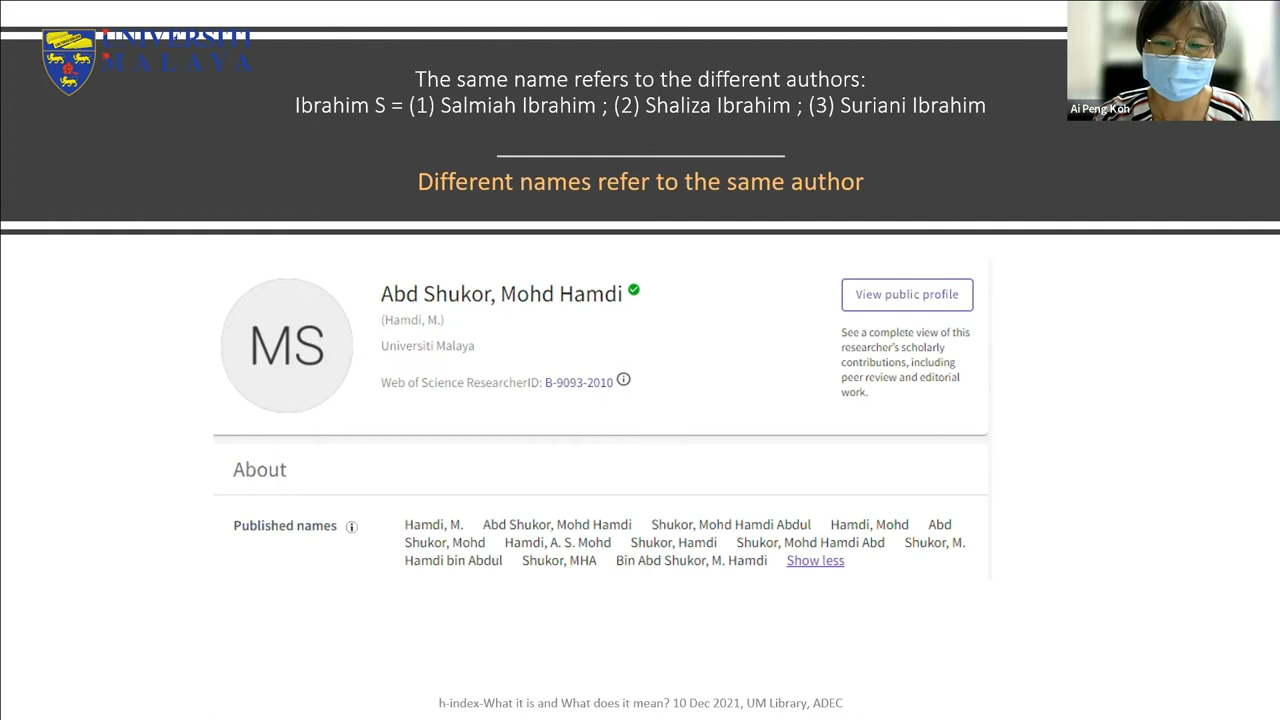 UNIVERSITI
MALAYA
The same name refers to the different authors:
Ibrahim S = (1) Salmiah Ibrahim ; (2) Shaliza Ibrahim ; (3) Suriani Ibrahim
Ai Peng Koh
Different names refer to the same author
MS
Abd Shukor, Mohd Hamdi
(Hamdi, M.)
Universiti Malaya
Web of Science ResearcherID: B-9093-2010
View public profile
See a complete view of this
researcher's scholarly
contributions, including
peer review and editorial
work.
About
Published names
Hamdi, M. Abd Shukor, Mohd Hamdi Shukor, Mohd Hamdi Abdul Hamdi, Mohd Abd
Shukor, Mohd Hamdi, A. S. Mohd Shukor, Hamdi Shukor, Mohd Hamdi Abd Shukor, M.
Hamdi bin Abdul Shukor, MHA Bin Abd Shukor, M. Hamdi Show less
h-index-What it is and What does it mean? 10 Dec 2021, UM Library, ADEC